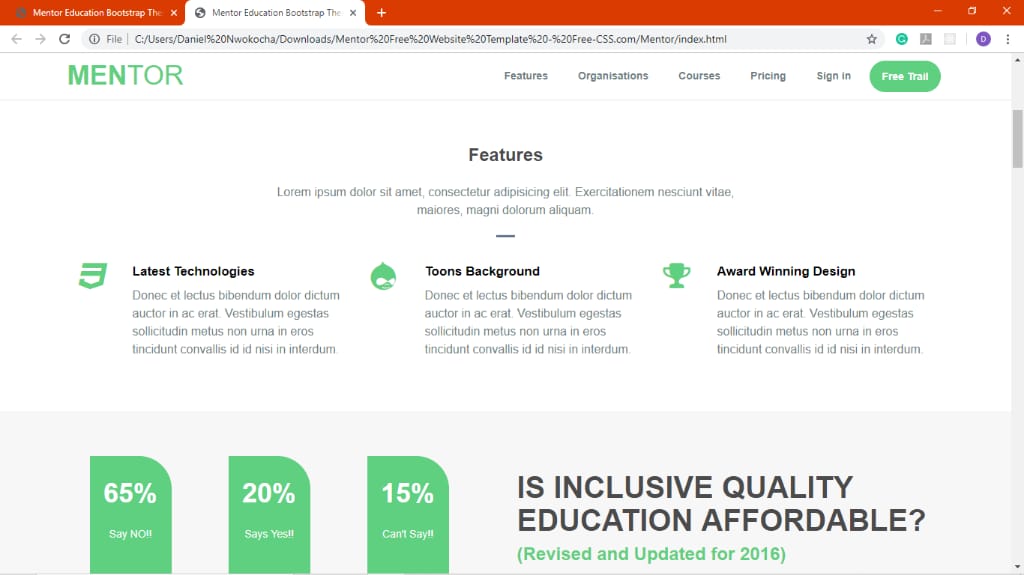 Mentor Education Bootstrap The
Mentor Education Bootstrap The
File
C:/Users/Daniel%20Nwokocha/Downloads/Mentor%20Free%20Website%20Template%20-%20Free-CSS.com/Mentor/index.html
D
MENTOR
Features
Organisations
Courses
Pricing
Sign in
Free Trail
Features
Lorem ipsum dolor sit amet, consectetur adipisicing elit. Exercitationem nesciunt vitae,
maiores, magni dolorum aliquam.
Latest Technologies
Donec et lectus bibendum dolor dictum
auctor in ac erat. Vestibulum egestas
sollicitudin metus non urna in eros
tincidunt convallis id id nisi in interdum.
Toons Background
Donec et lectus bibendum dolor dictum
auctor in ac erat. Vestibulum egestas
sollicitudin metus non urna in eros
tincidunt convallis id id nisi in interdum.
Award Winning Design
Donec et lectus bibendum dolor dictum
auctor in ac erat. Vestibulum egestas
sollicitudin metus non urna in eros
tincidunt convallis id id nisi in interdum.
65%
Say NO!!
20%
Says Yes!!
15%
Can't Say!!
IS INCLUSIVE QUALITY
EDUCATION AFFORDABLE?
(Revised and Updated for 2016)